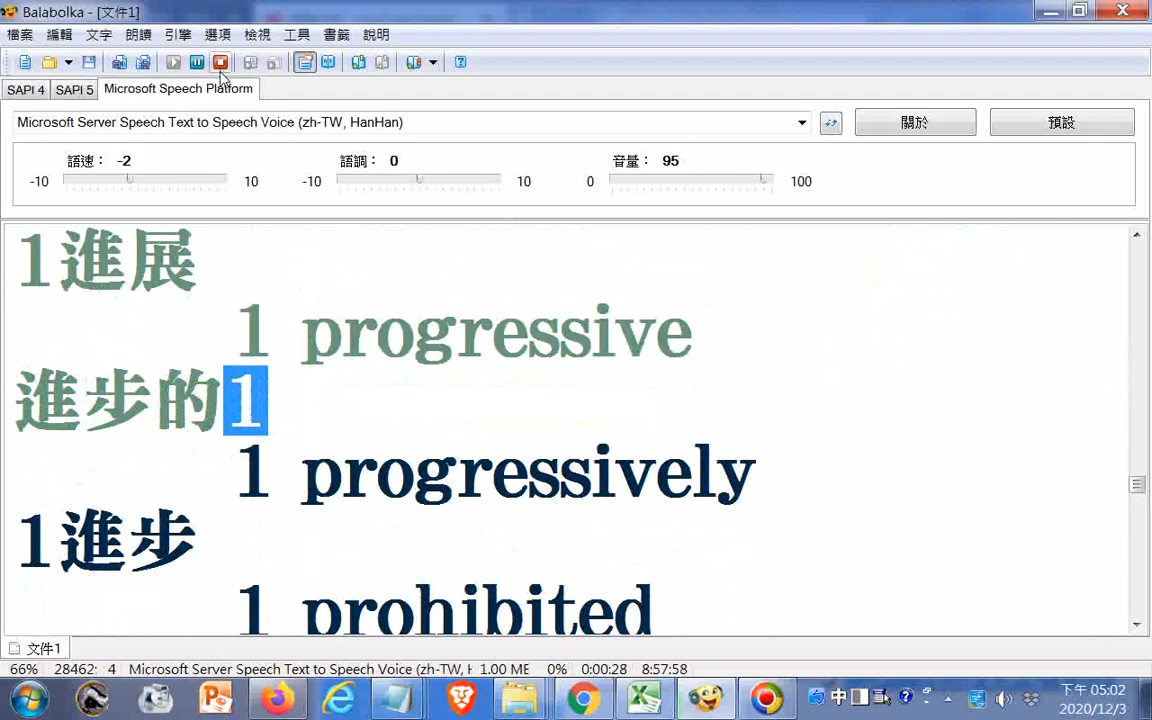 Balabolka - [文件1]
檔案 編輯 文字 朗讀 引擎 選項 檢視 工具 書籤 說明
SAPI 4 SAPI 5 Microsoft Speech Platform
Microsoft Server Speech Text to Speech Voice (zh-TW, HanHan) 關於 預設
語速： -2 語調： 0 音量： 95
-10 10 -10 10 0 100
1進展
1 progressive
進步的1
1 progressively
1進步
1 prohibited
文件1
66% 28462: 4 Microsoft Server Speech Text to Speech Voice (zh-TW, H 1.00 ME 0% 0:00:28 8:57:58
中 下午 05:02
2020/12/3